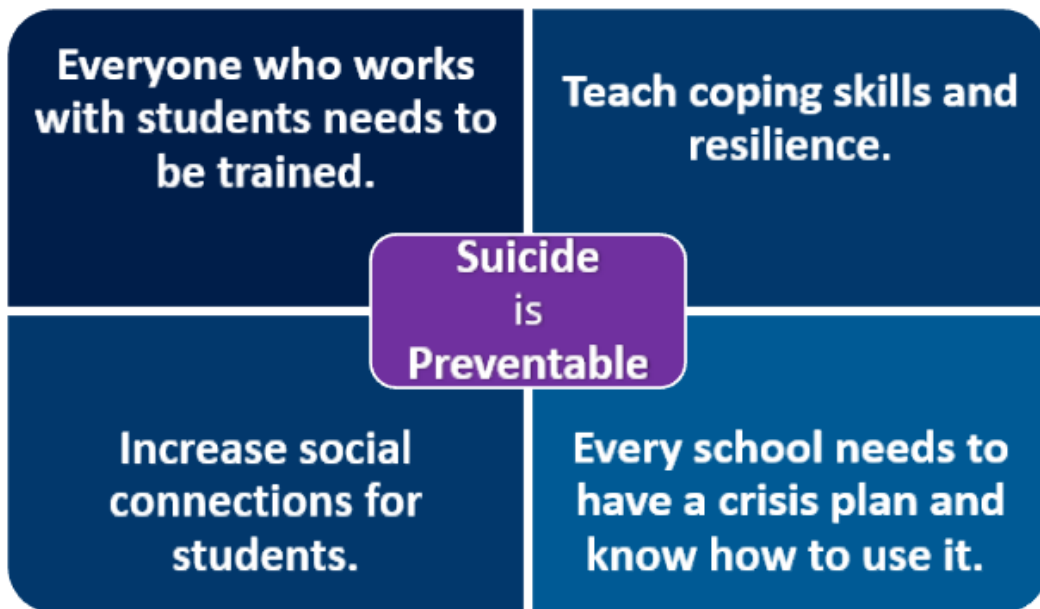 Everyone who works
with students needs to
be trained.
Teach coping skills and
resilience.
Suicide
is
Preventable
Increase social
connections for
students.
Every school needs to
have a crisis plan and
know how to use it.